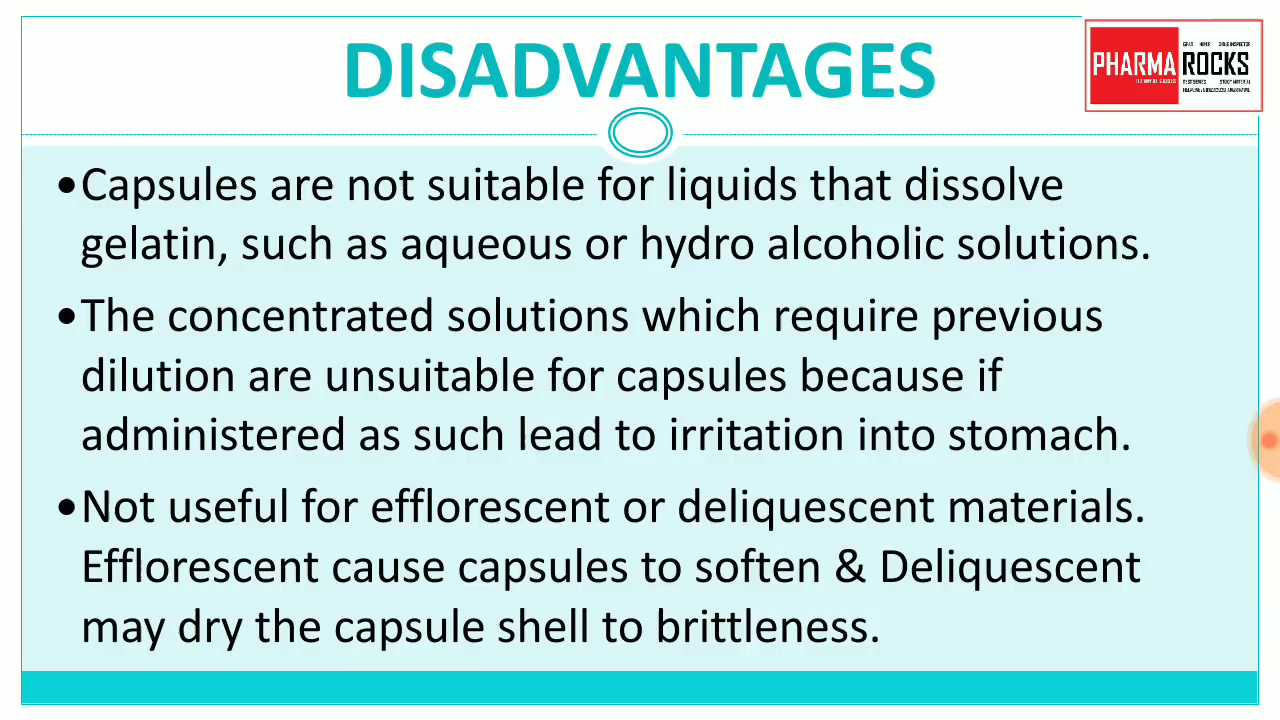 DISADVANTAGES
PHARMA ROCKS
•Capsules are not suitable for liquids that dissolve
gelatin, such as aqueous or hydro alcoholic solutions.
•The concentrated solutions which require previous
dilution are unsuitable for capsules because if
administered as such lead to irritation into stomach.
•Not useful for efflorescent or deliquescent materials.
Efflorescent cause capsules to soften & Deliquescent
may dry the capsule shell to brittleness.